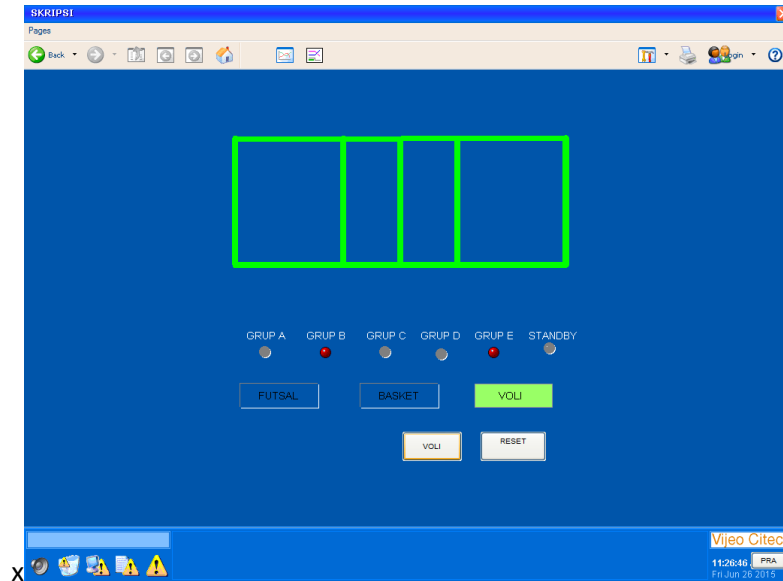 SKRIPSI
Pages
Back
Login
GRUP A GRUP B GRUP C GRUP D GRUP E STANDBY
FUTSAL BASKET VOLI
VOLI RESET
Vijeo Citec
x
11:26:46 PRA
Fri Jun 26 2015